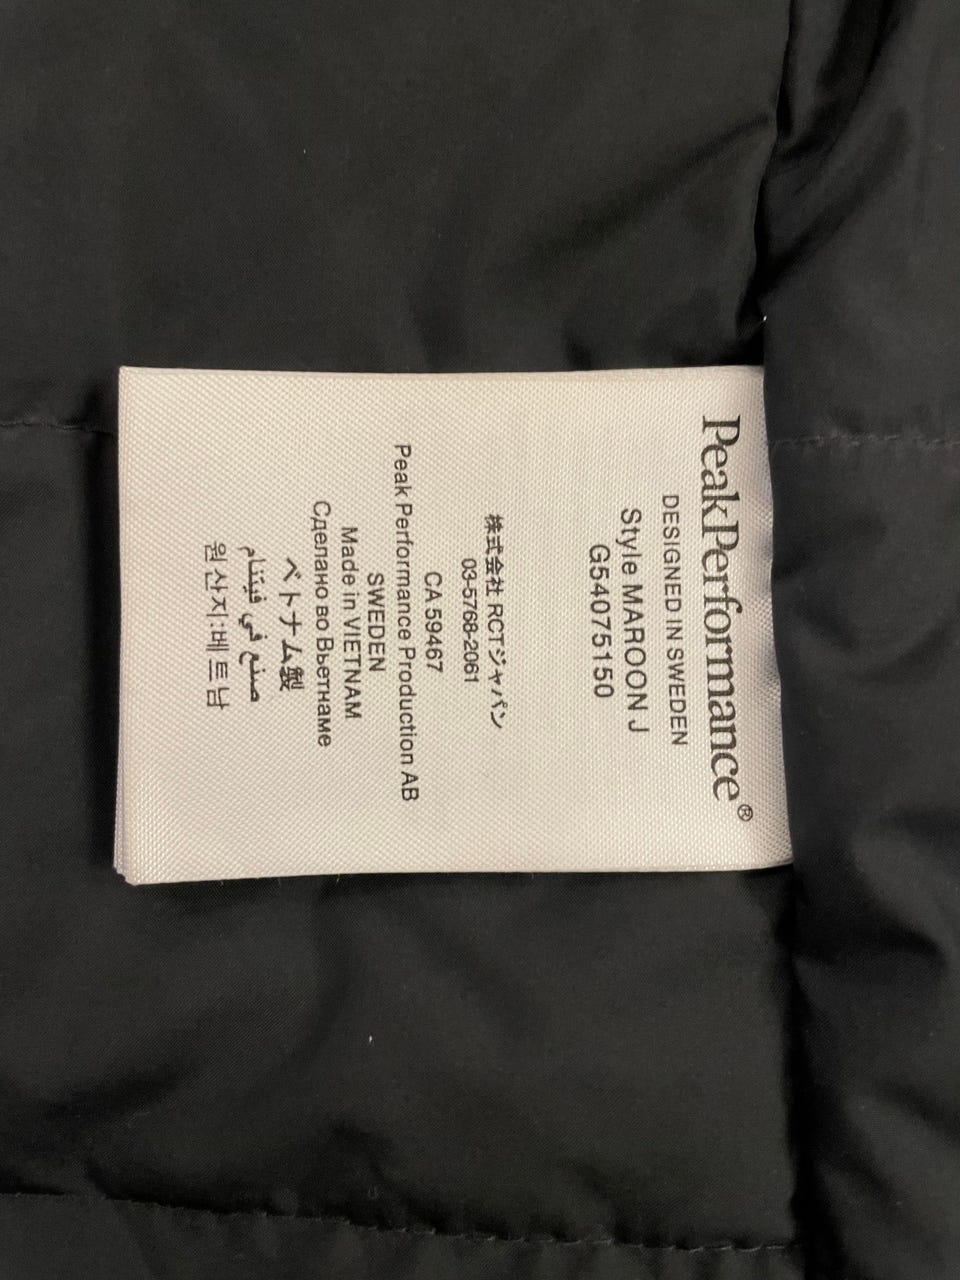 PeakPerformance®
DESIGNED IN SWEDEN
Style MAROON J
G54075150
株式会社 RCTジャパン
03-5768-2061
CA 59467
Peak Performance Production AB
SWEDEN
Made in VIETNAM
Сделано во Вьетнаме
ベトナム製
صنع في فيتنام
원산지:베트남